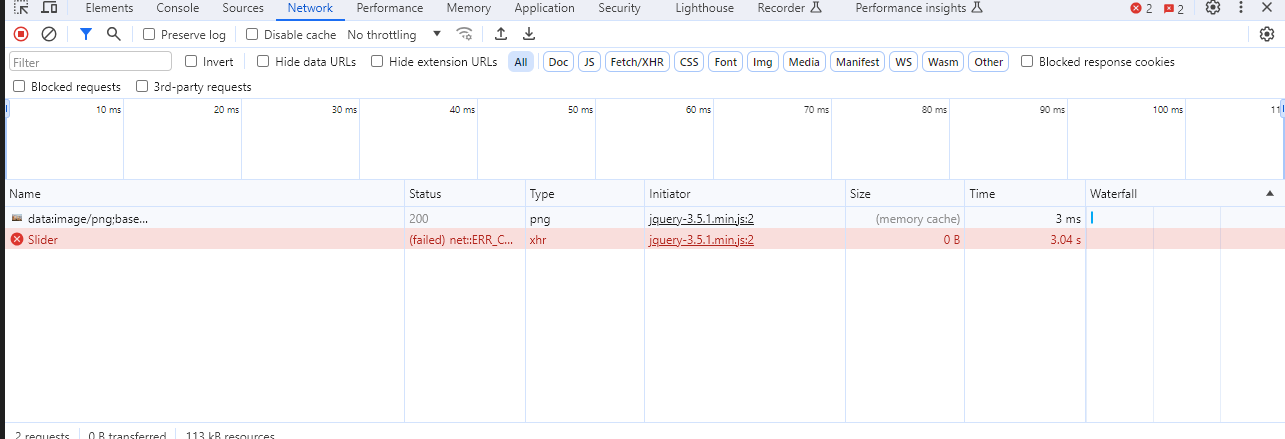 Elements Console Sources Network Performance Memory Application Security Lighthouse Recorder Performance insights 2 2
Preserve log Disable cache No throttling
Filter Invert Hide data URLs Hide extension URLs All Doc JS Fetch/XHR CSS Font Img Media Manifest WS Wasm Other Blocked response cookies
Blocked requests 3rd-party requests
10 ms 20 ms 30 ms 40 ms 50 ms 60 ms 70 ms 80 ms 90 ms 100 ms 11
Name Status Type Initiator Size Time Waterfall
data:image/png;base... 200 png jquery-3.5.1.min.js:2 (memory cache) 3 ms
Slider (failed) net::ERR_C... xhr jquery-3.5.1.min.js:2 0 B 3.04 s
2 requests 0 B transferred 113 kB resources